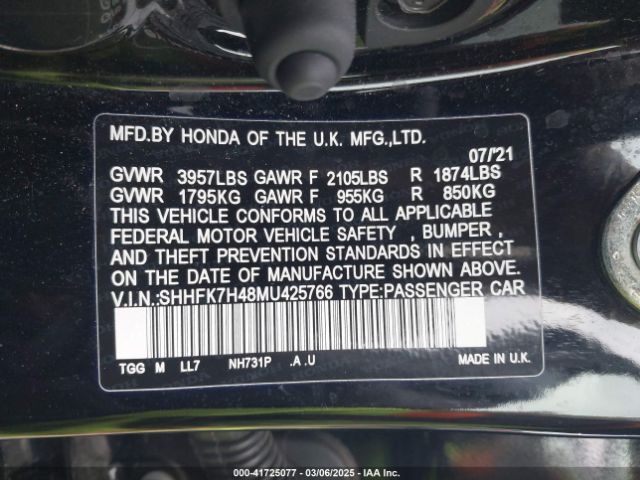 MFD.BY HONDA OF THE U.K. MFG.,LTD.
07/'21
GVWR 3957LBS GAWR F 2105LBS R 1874LBS
GVWR 1795KG GAWR F 955KG R 850KG
THIS VEHICLE CONFORMS TO ALL APPLICABLE
FEDERAL MOTOR VEHICLE SAFETY , BUMPER ,
AND THEFT PREVENTION STANDARDS IN EFFECT
ON THE DATE OF MANUFACTURE SHOWN ABOVE.
V.I.N.:SHHFK7H48MU425766 TYPE:PASSENGER CAR
TGG M LL7 NH731P .A .U MADE IN U.K.
000-41725077 - 03/06/2025 - IAA Inc.